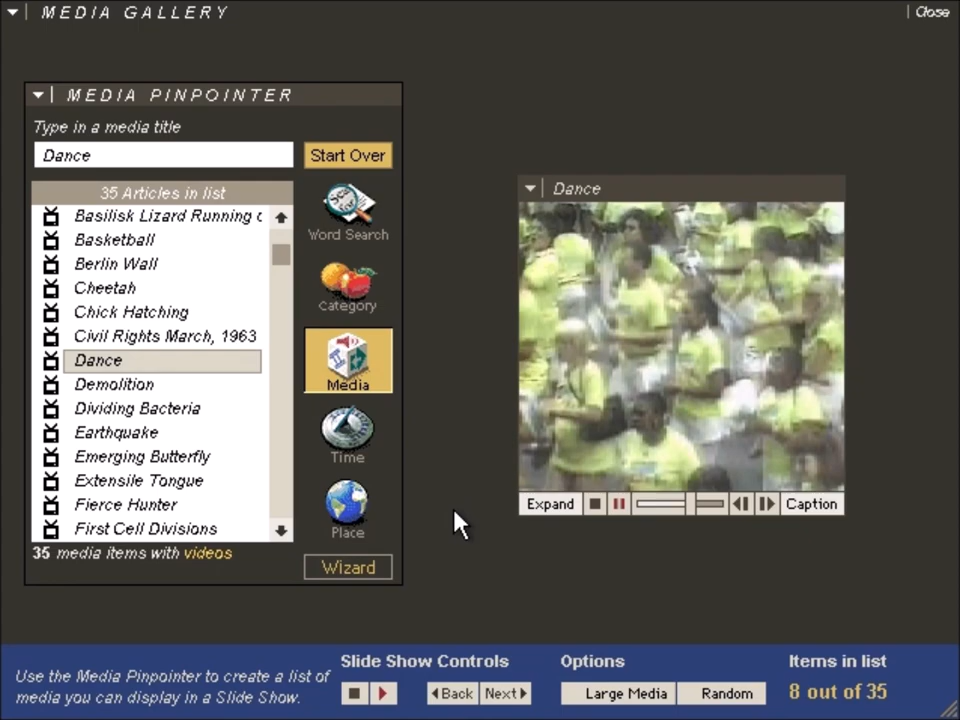 MEDIA GALLERY
Close
MEDIA PINPOINTER
Type in a media title
Dance
Start Over
35 Articles in list
Basilisk Lizard Running
Basketball
Berlin Wall
Cheetah
Chick Hatching
Civil Rights March, 1963
Dance
Demolition
Dividing Bacteria
Earthquake
Emerging Butterfly
Extensile Tongue
Fierce Hunter
First Cell Divisions
35 media items with videos
Word Search
Category
Media
Time
Place
Wizard
Dance
Expand
Caption
Use the Media Pinpointer to create a list of
media you can display in a Slide Show.
Slide Show Controls
Back Next
Options
Large Media Random
Items in list
8 out of 35